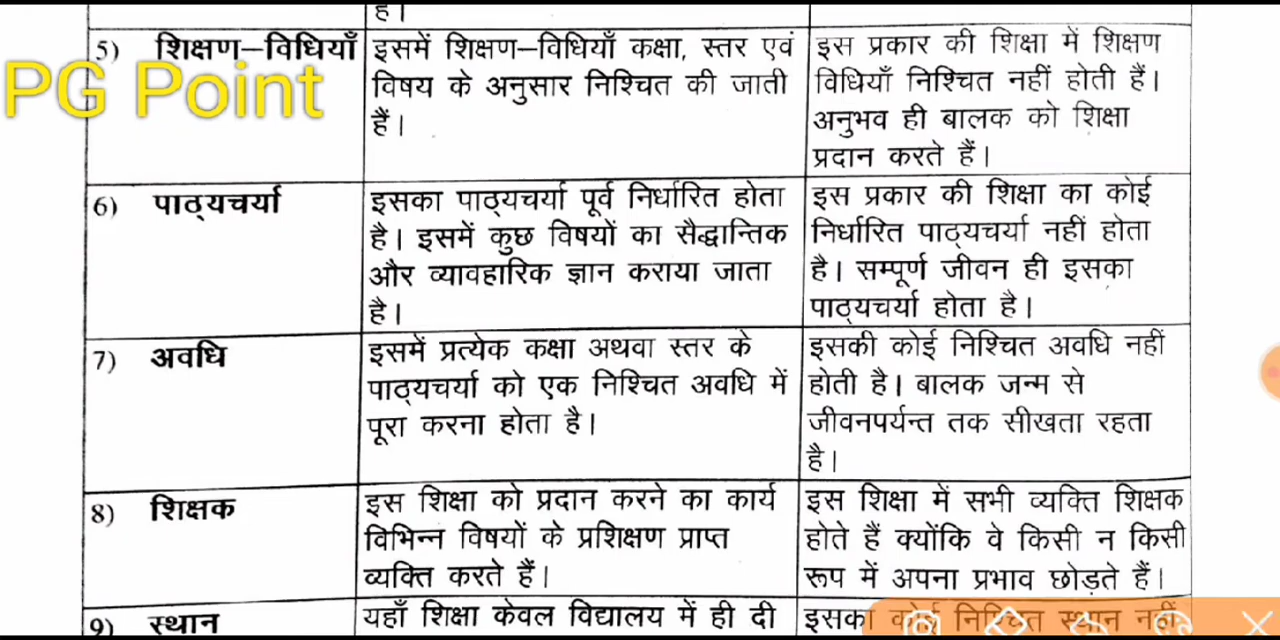 है।
5) शिक्षण–विधियाँ
इसमें शिक्षण–विधियाँ कक्षा, स्तर एवं
विषय के अनुसार निश्चित की जाती
हैं।
इस प्रकार की शिक्षा में शिक्षण
विधियाँ निश्चित नहीं होती हैं।
अनुभव ही बालक को शिक्षा
प्रदान करते हैं।
PG Point
6) पाठ्यचर्या
इसका पाठ्यचर्या पूर्व निर्धारित होता
है। इसमें कुछ विषयों का सैद्धान्तिक
और व्यावहारिक ज्ञान कराया जाता
है।
इस प्रकार की शिक्षा का कोई
निर्धारित पाठ्यचर्या नहीं होता
है। सम्पूर्ण जीवन ही इसका
पाठ्यचर्या होता है।
7) अवधि
इसमें प्रत्येक कक्षा अथवा स्तर के
पाठ्यचर्या को एक निश्चित अवधि में
पूरा करना होता है।
इसकी कोई निश्चित अवधि नहीं
होती है। बालक जन्म से
जीवनपर्यन्त तक सीखता रहता
है।
8) शिक्षक
इस शिक्षा को प्रदान करने का कार्य
विभिन्न विषयों के प्रशिक्षण प्राप्त
व्यक्ति करते हैं।
इस शिक्षा में सभी व्यक्ति शिक्षक
होते हैं क्योंकि वे किसी न किसी
रूप में अपना प्रभाव छोड़ते हैं।
9) स्थान
यहाँ शिक्षा केवल विद्यालय में ही दी
इसका कोई निश्चित स्थान नहीं